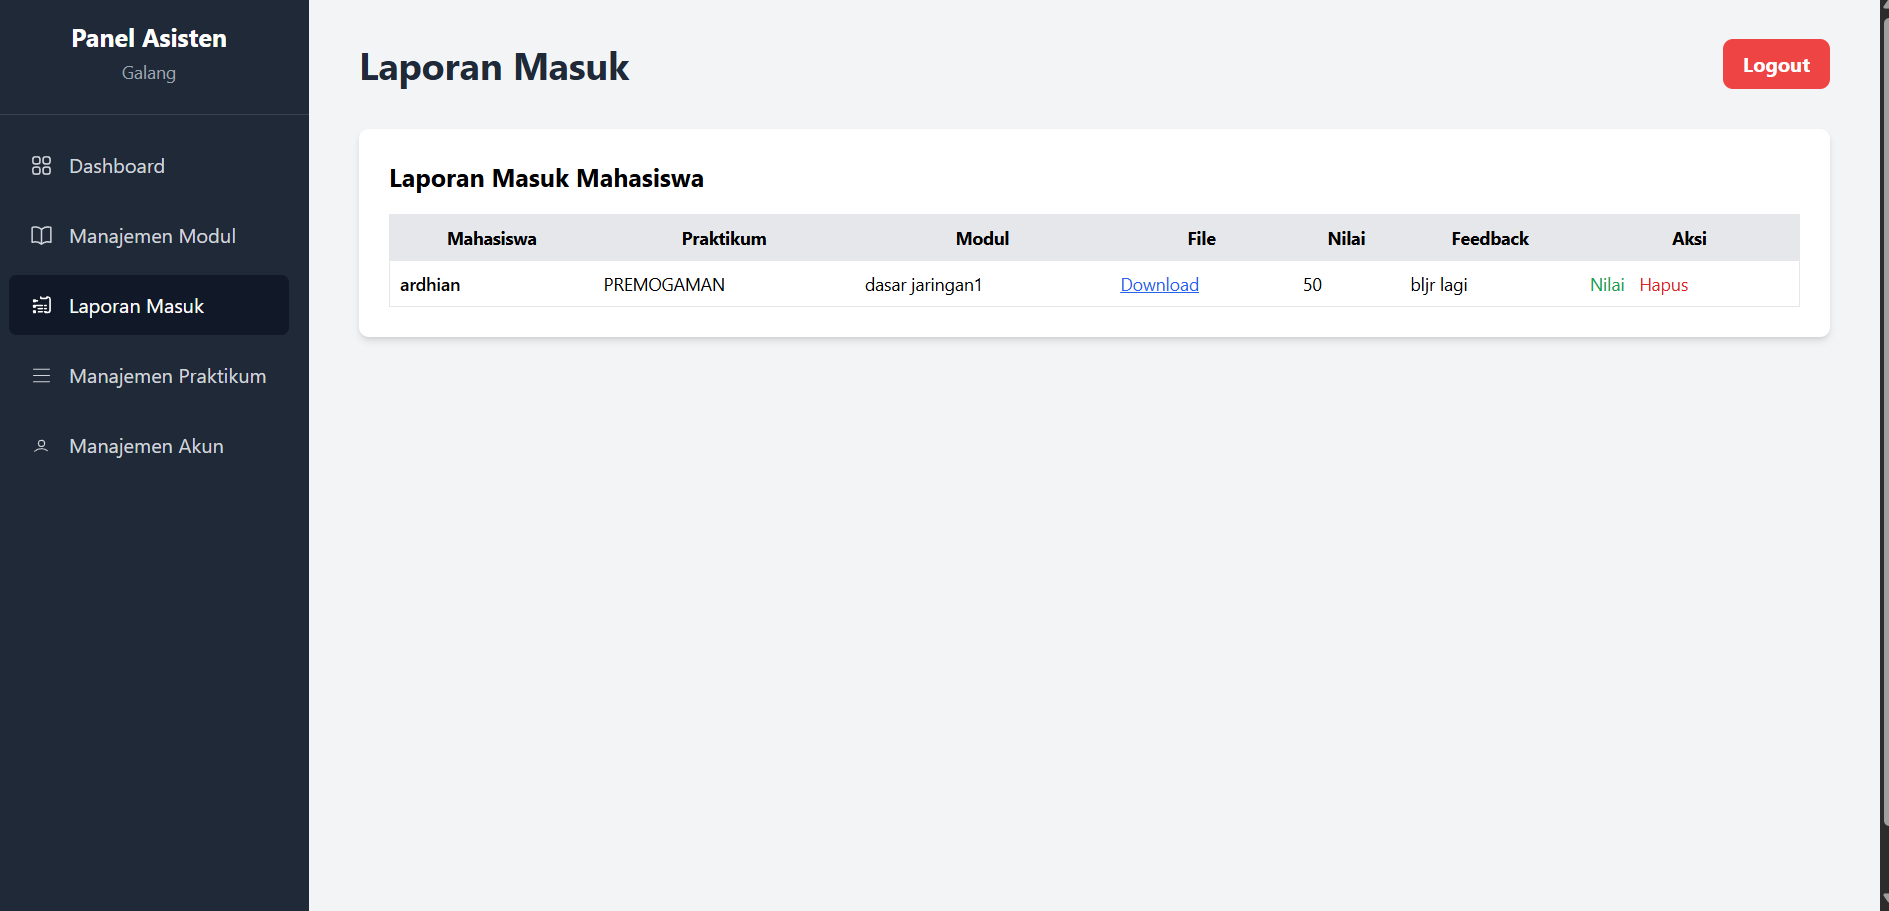 Panel Asisten
Galang
Dashboard
Manajemen Modul
Laporan Masuk
Manajemen Praktikum
Manajemen Akun
Laporan Masuk
Logout
Laporan Masuk Mahasiswa
Mahasiswa Praktikum Modul File Nilai Feedback Aksi
ardhian PREMOGAMAN dasar jaringan1 Download 50 bljr lagi Nilai Hapus